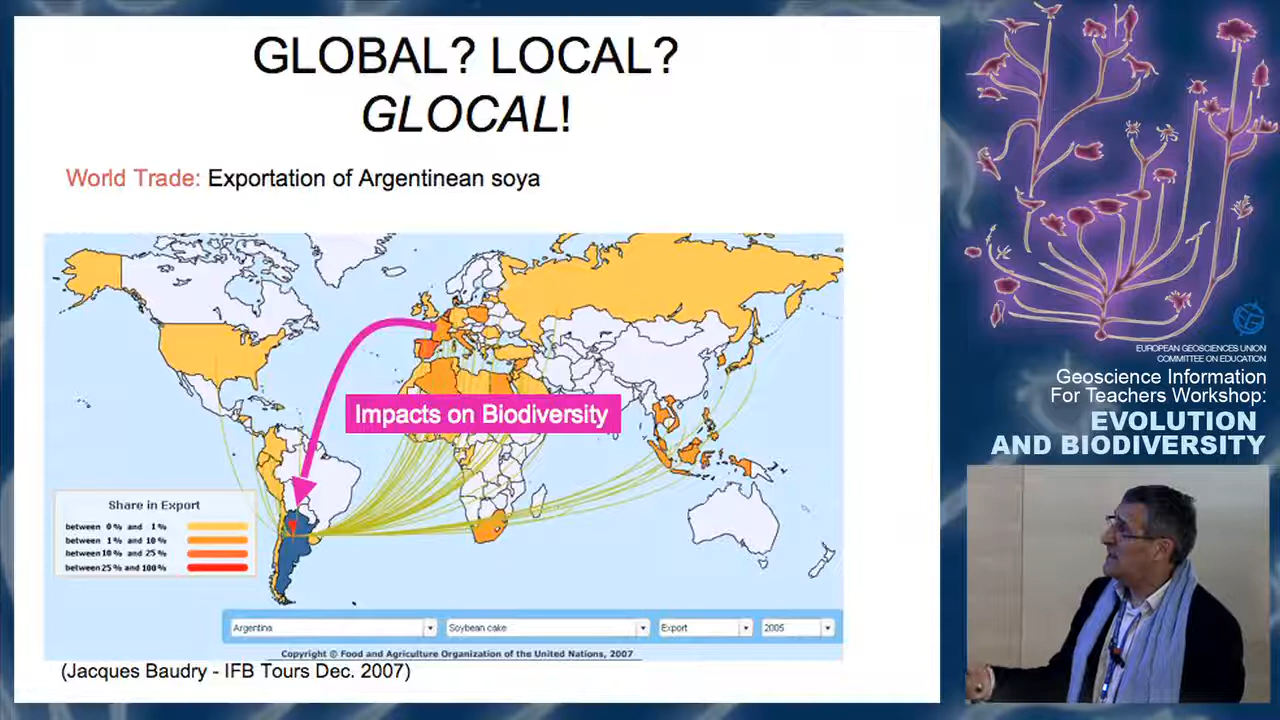 GLOBAL? LOCAL?
GLOCAL!
World Trade: Exportation of Argentinean soya
Impacts on Biodiversity
Share in Export
between 0 % and 1 %
between 1 % and 10 %
between 10 % and 25 %
between 25 % and 100 %
Argentina
Soybean cake
Export
2005
Copyright © Food and Agriculture Organization of the United Nations, 2007
(Jacques Baudry - IFB Tours Dec. 2007)
EUROPEAN GEOSCIENCES UNION
COMMITTEE ON EDUCATION
Geoscience Information
For Teachers Workshop:
EVOLUTION
AND BIODIVERSITY